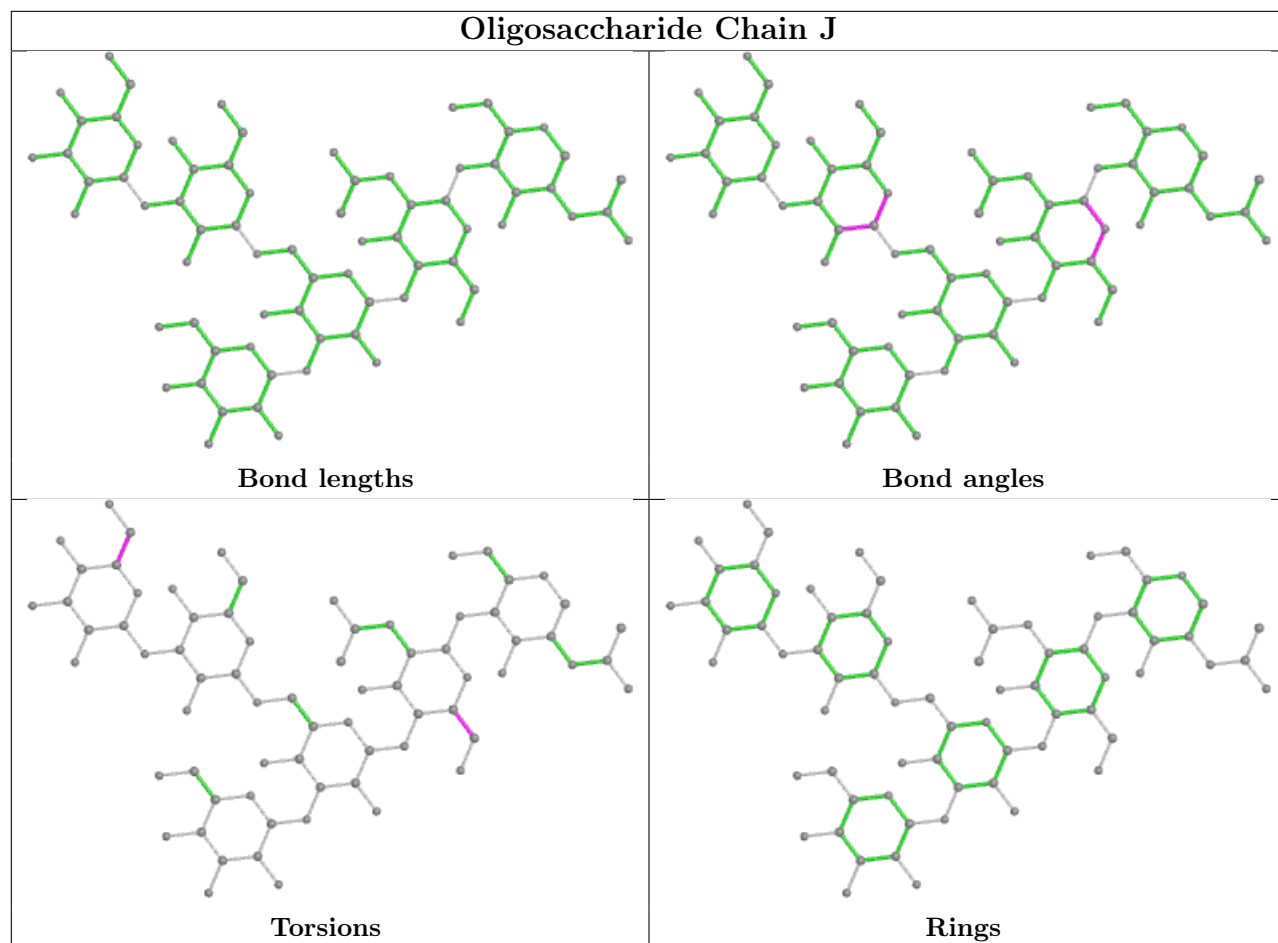 Oligosaccharide Chain J
Bond lengths
Bond angles
Torsions
Rings